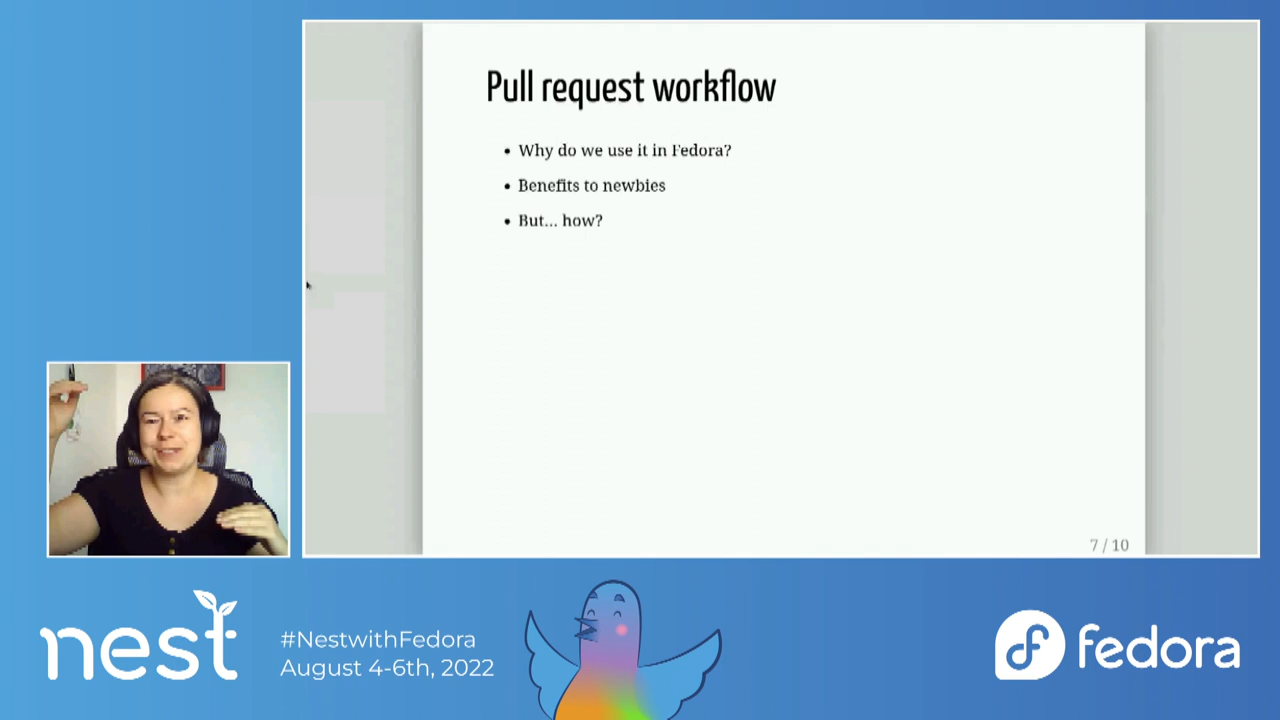 Pull request workflow
Why do we use it in Fedora?
Benefits to newbies
But... how?
7 / 10
nest
#NestwithFedora
August 4-6th, 2022
fedora